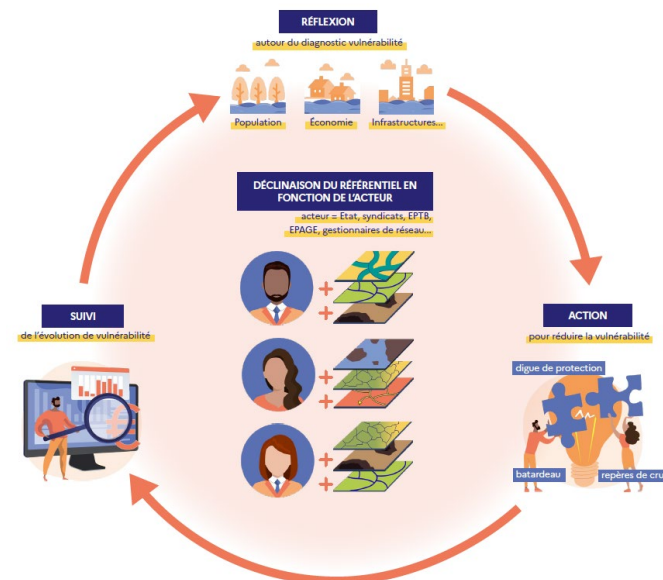 RÉFLEXION
autour du diagnostic vulnérabilité
Population
Économie
Infrastructures...
DÉCLINAISON DU RÉFÉRENTIEL EN
FONCTION DE L'ACTEUR
acteur = Etat, syndicats, EPTB,
EPAGE, gestionnaires de réseau...
SUIVI
de l'évolution de vulnérabilité
ACTION
pour réduire la vulnérabilité
digue de protection
batardeau
repères de cru